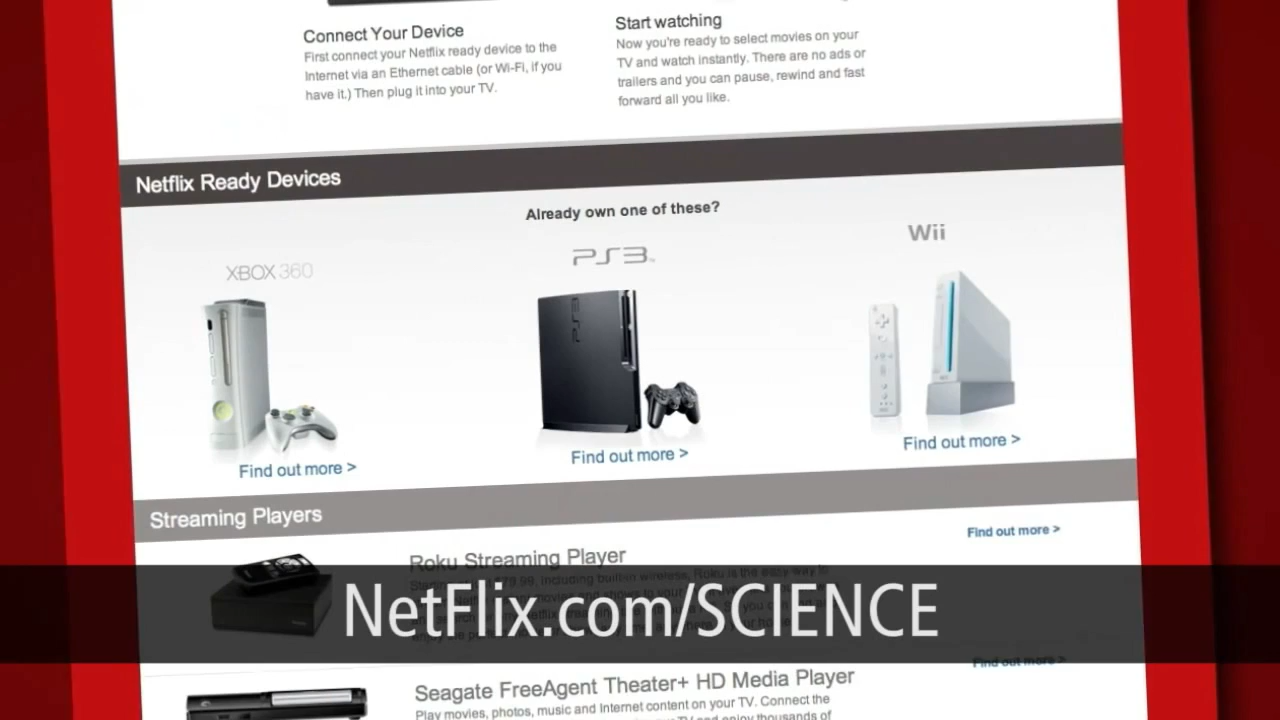 Connect Your Device
First connect your Netflix ready device to the
Internet via an Ethernet cable (or Wi-Fi, if you
have it.) Then plug it into your TV.
Start watching
Now you're ready to select movies on your
TV and watch instantly. There are no ads or
trailers and you can pause, rewind and fast
forward all you like.
Netflix Ready Devices
Already own one of these?
XBOX 360
PS3
Wii
Find out more >
Find out more >
Find out more >
Streaming Players
Find out more >
Roku Streaming Player
NetFlix.com/SCIENCE
Find out more >
Seagate FreeAgent Theater+ HD Media Player
Play movies, photos, music and Internet content on your TV. Connect the